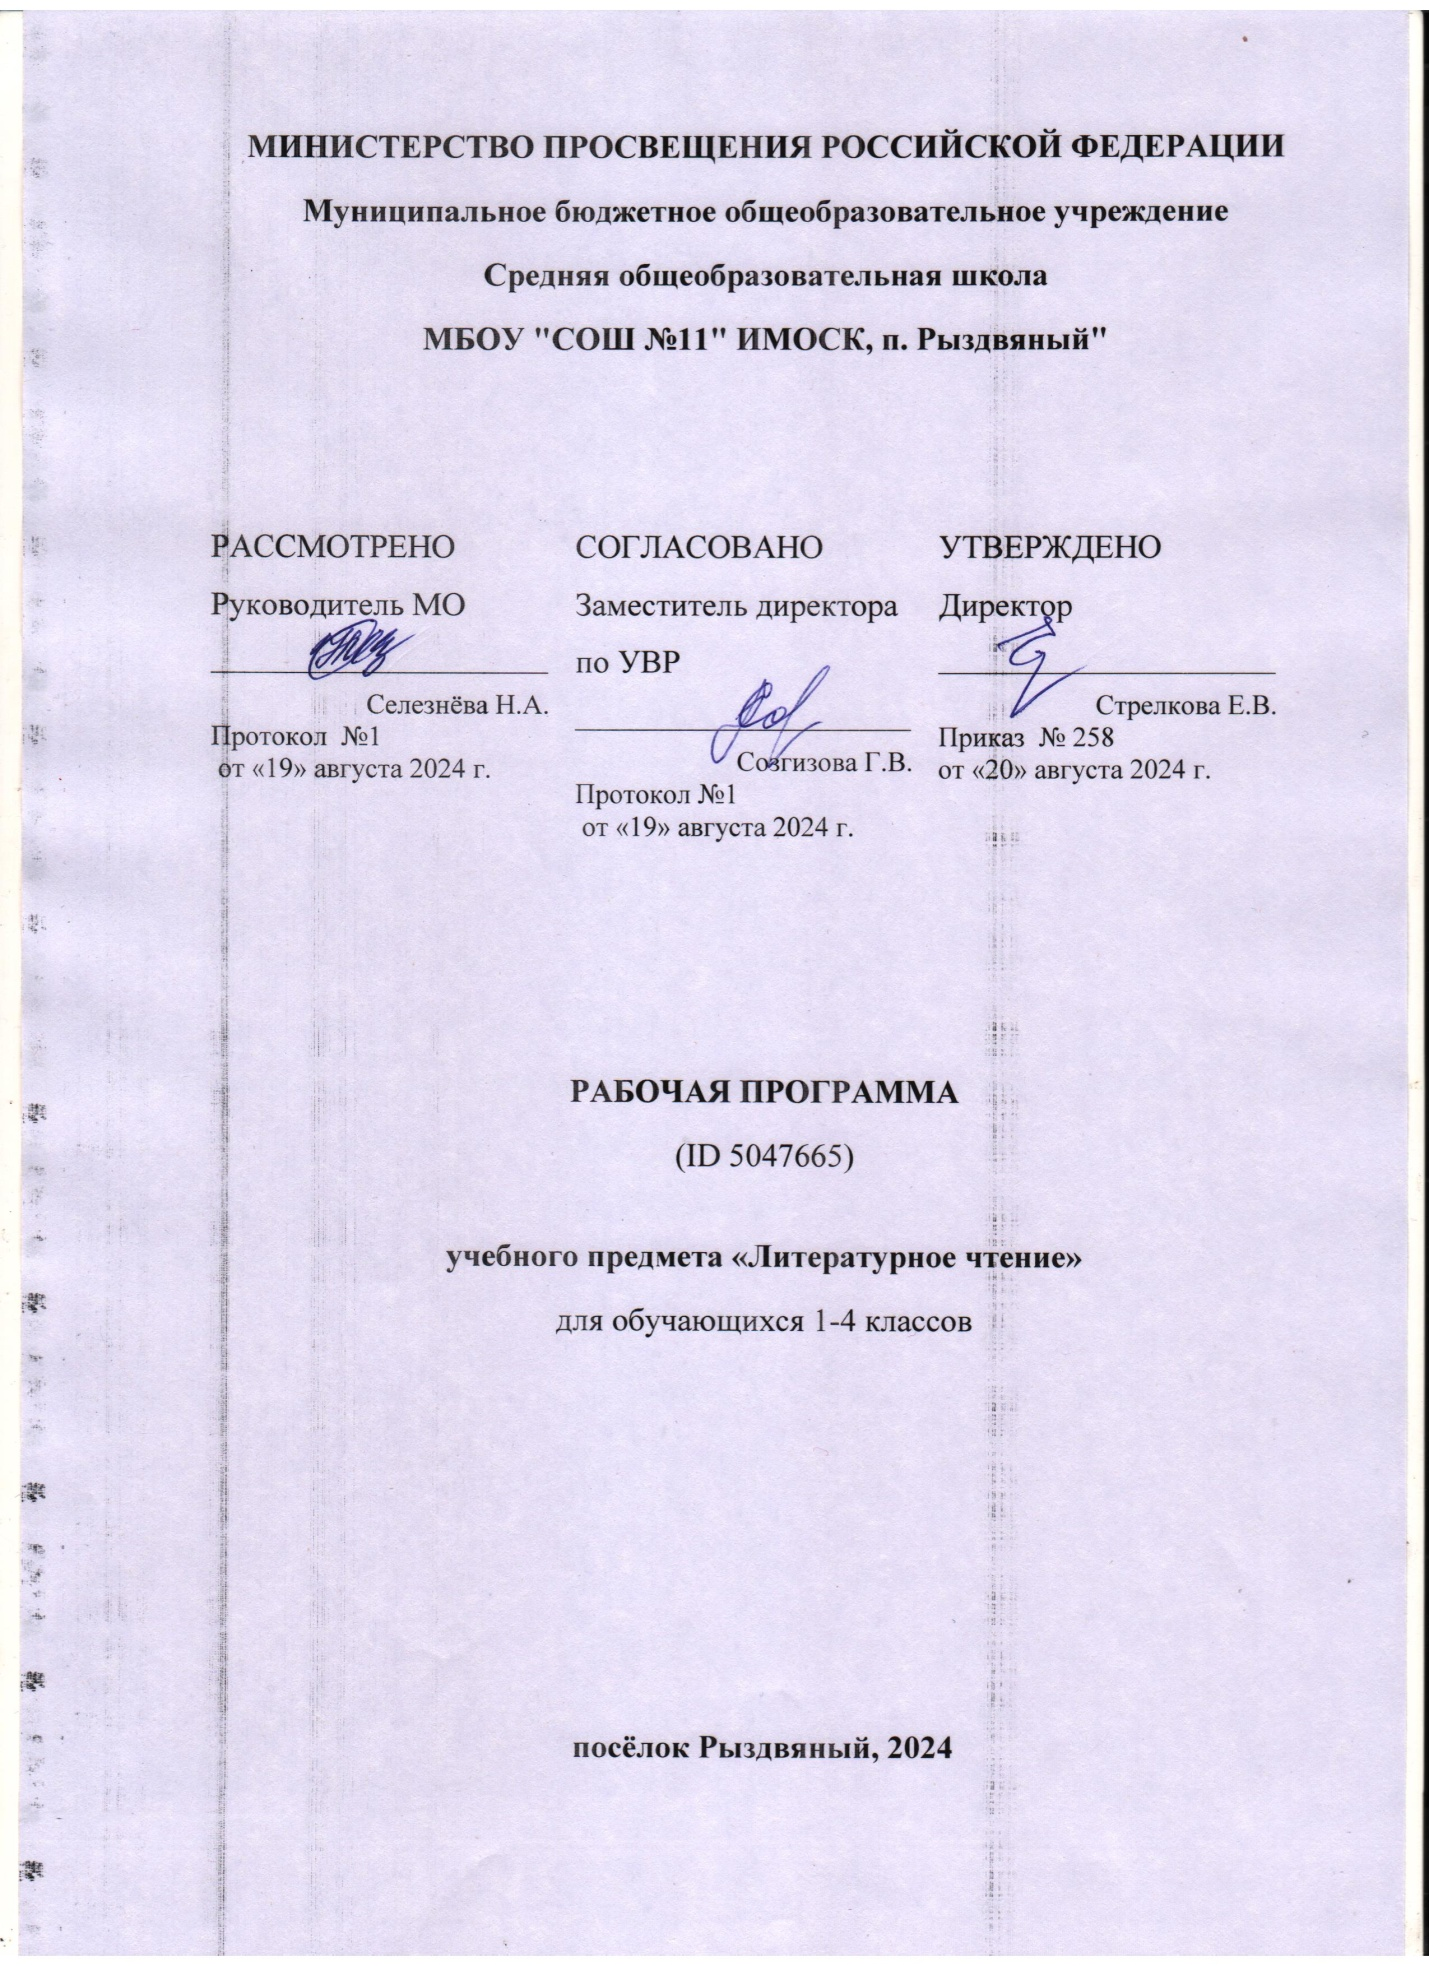 МИНИСТЕРСТВО ПРОСВЕЩЕНИЯ РОССИЙСКОЙ ФЕДЕРАЦИИ
Муниципальное бюджетное общеобразовательное учреждение
Средняя общеобразовательная школа
МБОУ "СОШ №11" ИМОСК, п. Рыздвяный"
РАССМОТРЕНО
Руководитель МО
Селезнёва Н.А.
Протокол №1
от «19» августа 2024 г.
СОГЛАСОВАНО
Заместитель директора
по УВР
Созгизова Г.В.
Протокол №1
от «19» августа 2024 г.
УТВЕРЖДЕНО
Директор
Стрелкова Е.В.
Приказ № 258
от «20» августа 2024 г.
РАБОЧАЯ ПРОГРАММА
(ID 5047665)
учебного предмета «Литературное чтение»
для обучающихся 1-4 классов
посёлок Рыздвяный, 2024